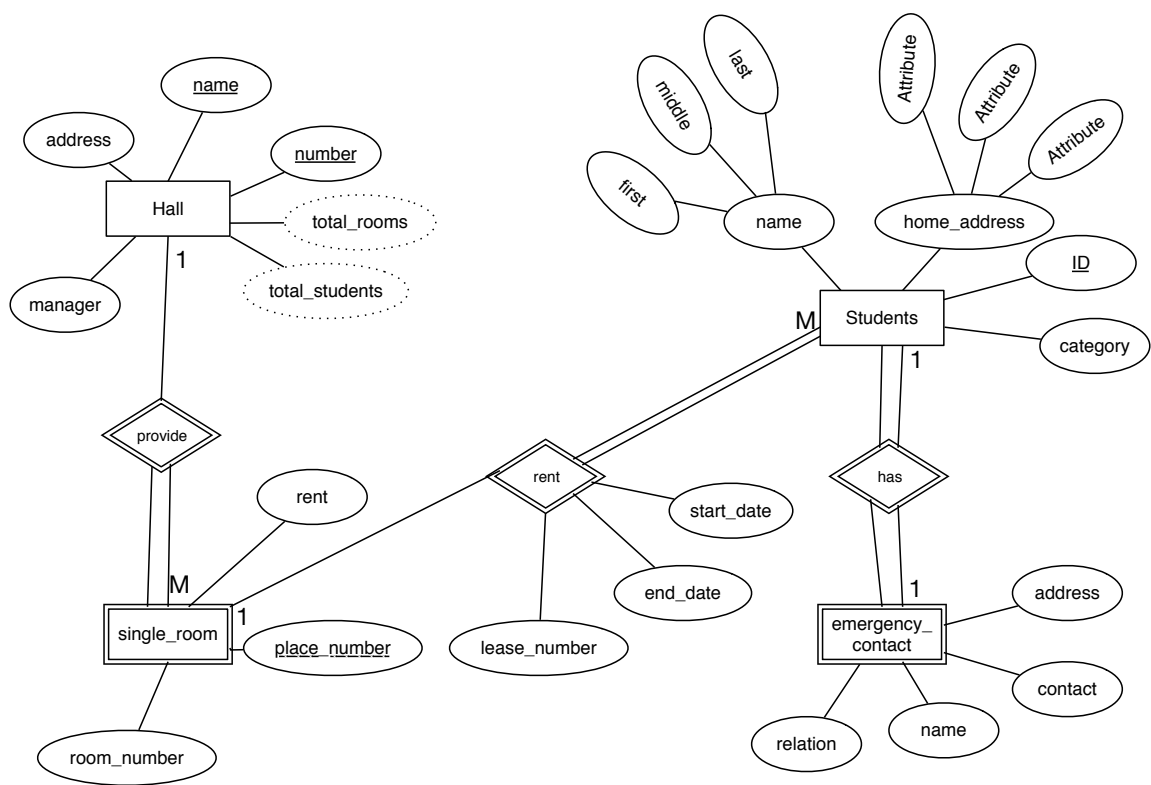 name
address
number
Hall
total_rooms
total_students
manager
1
provide
M
rent
single_room
1
place_number
room_number
last
middle
first
name
Attribute
Attribute
Attribute
home_address
ID
Students
category
M
1
rent
start_date
end_date
lease_number
has
1
emergency_
contact
address
contact
name
relation